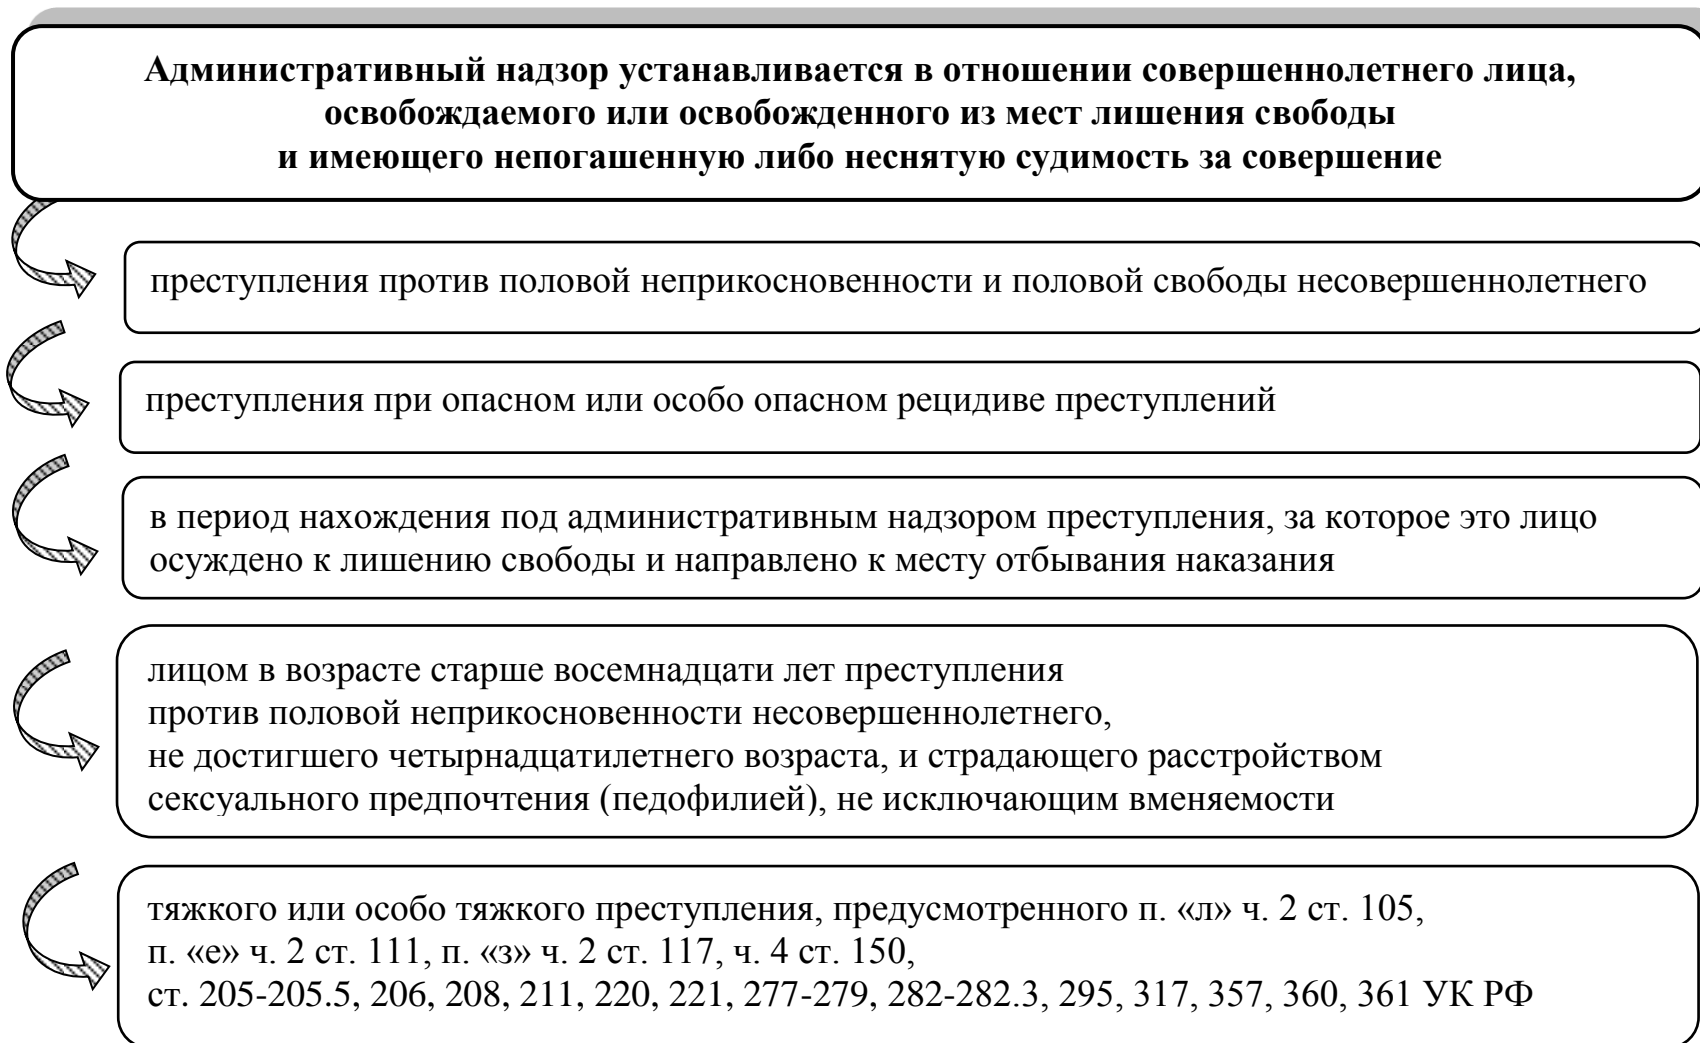 Административный надзор устанавливается в отношении совершеннолетнего лица,
освобождаемого или освобожденного из мест лишения свободы
и имеющего непогашенную либо неснятую судимость за совершение
преступления против половой неприкосновенности и половой свободы несовершеннолетнего
преступления при опасном или особо опасном рецидиве преступлений
в период нахождения под административным надзором преступления, за которое это лицо
осуждено к лишению свободы и направлено к месту отбывания наказания
лицом в возрасте старше восемнадцати лет преступления
против половой неприкосновенности несовершеннолетнего,
не достигшего четырнадцатилетнего возраста, и страдающего расстройством
сексуального предпочтения (педофилией), не исключающим вменяемости
тяжкого или особо тяжкого преступления, предусмотренного п. «л» ч. 2 ст. 105,
п. «е» ч. 2 ст. 111, п. «з» ч. 2 ст. 117, ч. 4 ст. 150,
ст. 205-205.5, 206, 208, 211, 220, 221, 277-279, 282-282.3, 295, 317, 357, 360, 361 УК РФ